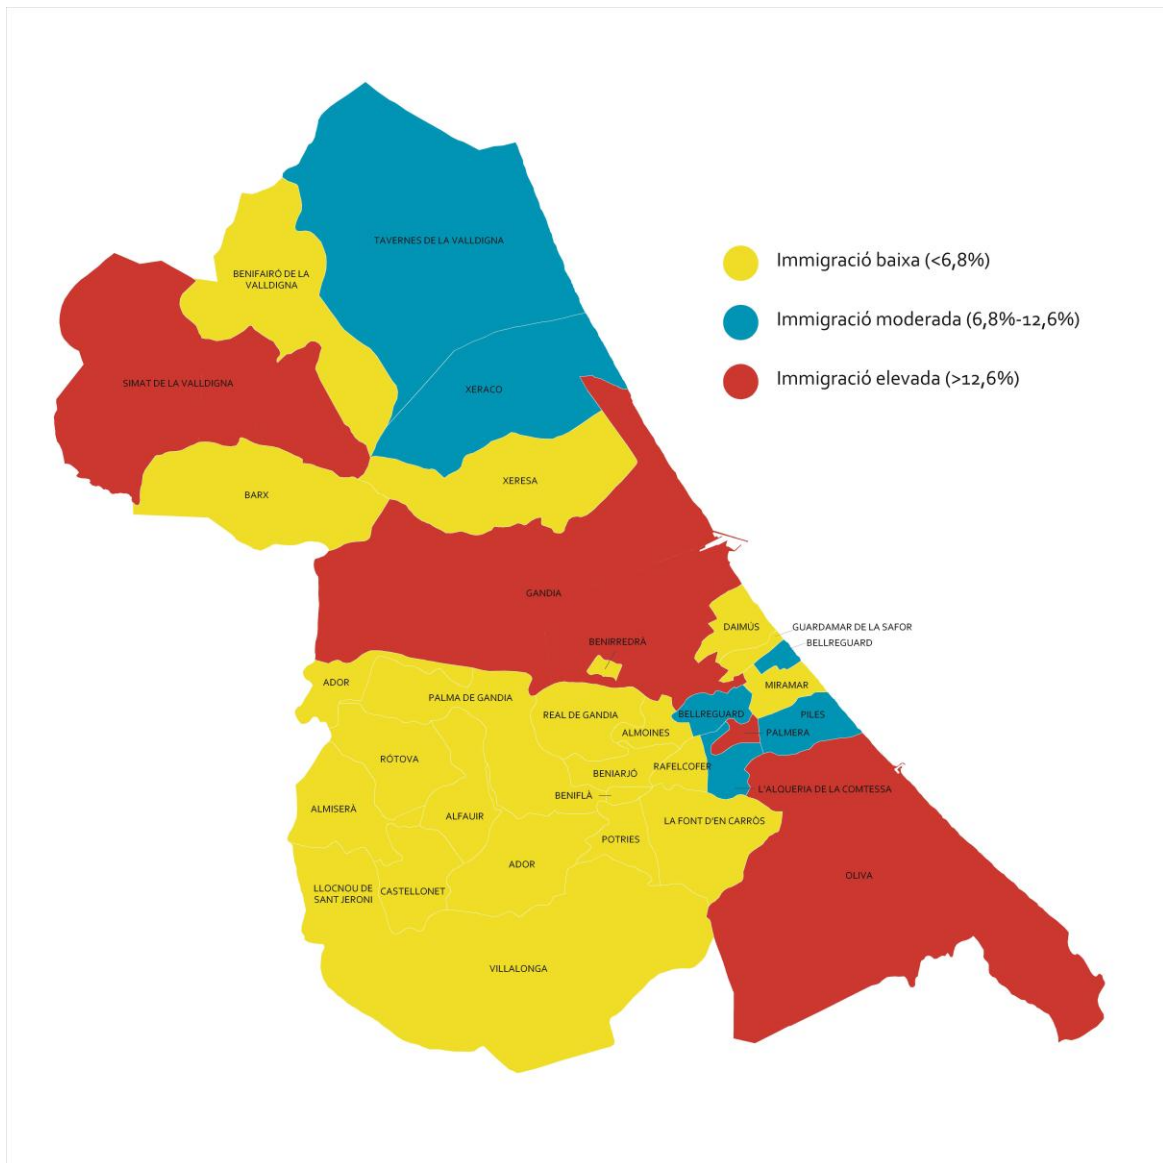 TAVERNES DE LA VALLDIGNA
Immigració baixa (<6,8%)
BENIFAIRÓ DE LA
VALLDIGNA
Immigració moderada (6,8%-12,6%)
SIMAT DE LA VALLDIGNA
XERACO
Immigració elevada (>12,6%)
XERESA
BARX
GANDIA
DAIMÚS
GUARDAMAR DE LA SAFOR
BENIRREDRÀ
BELLREGUARD
ADOR
MIRAMAR
PALMA DE GANDIA
REAL DE GANDIA
BELLREGUARD
PILES
ALMOINES
PALMERA
RÓTOVA
BENIARJÓ
RAFELCOFER
BENIFLÀ
L'ALQUERIA DE LA COMTESSA
ALMISERÀ
ALFAUIR
LA FONT D'EN CARRÒS
POTRIES
ADOR
OLIVA
LLOCNOU DE
SANT JERONI
CASTELLONET
VILLALONGA